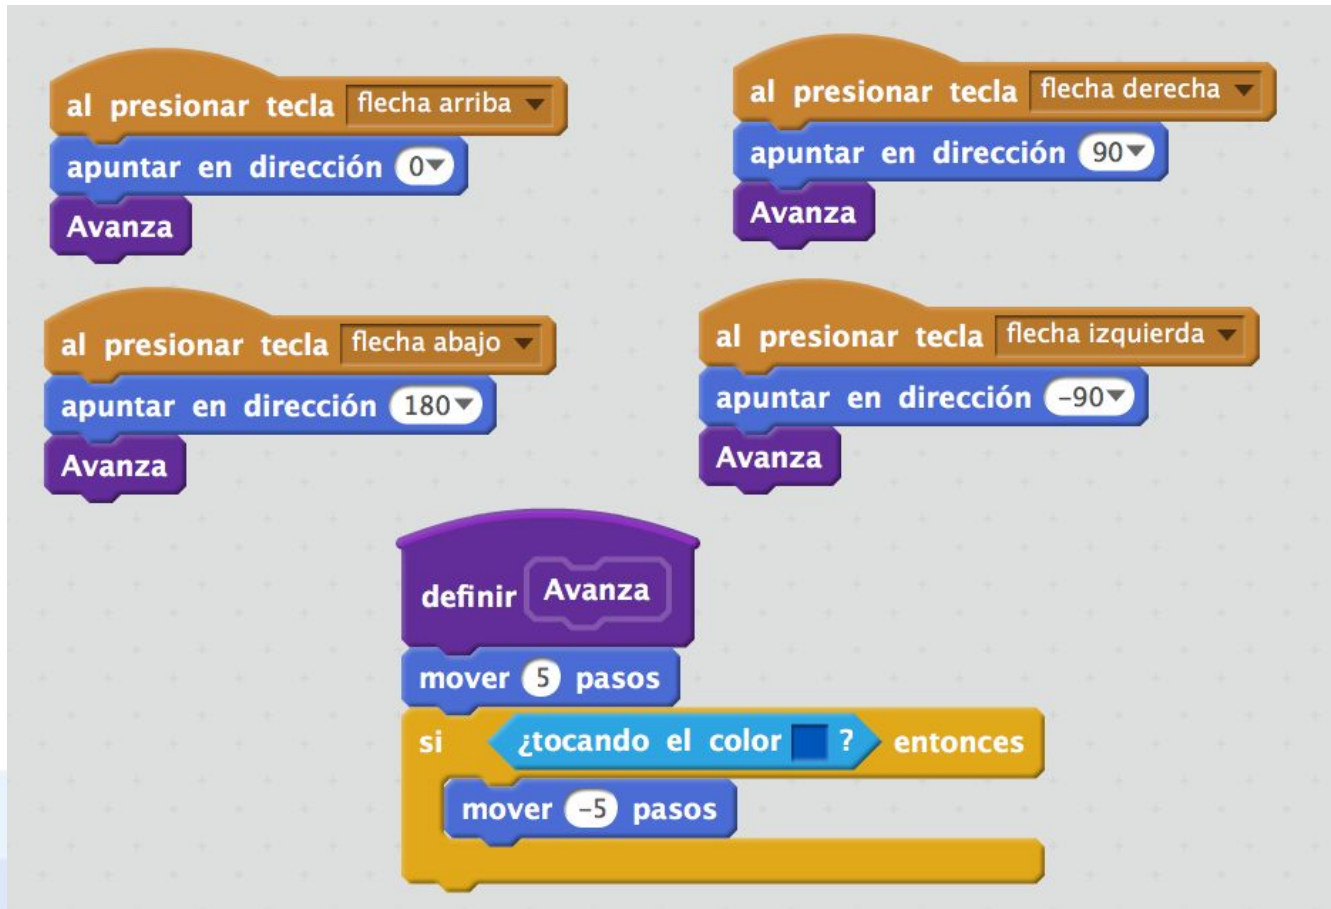 al presionar tecla flecha arriba
apuntar en dirección 0
Avanza
al presionar tecla flecha derecha
apuntar en dirección 90
Avanza
al presionar tecla flecha abajo
apuntar en dirección 180
Avanza
al presionar tecla flecha izquierda
apuntar en dirección -90
Avanza
definir Avanza
mover 5 pasos
si ¿tocando el color ? entonces
mover -5 pasos